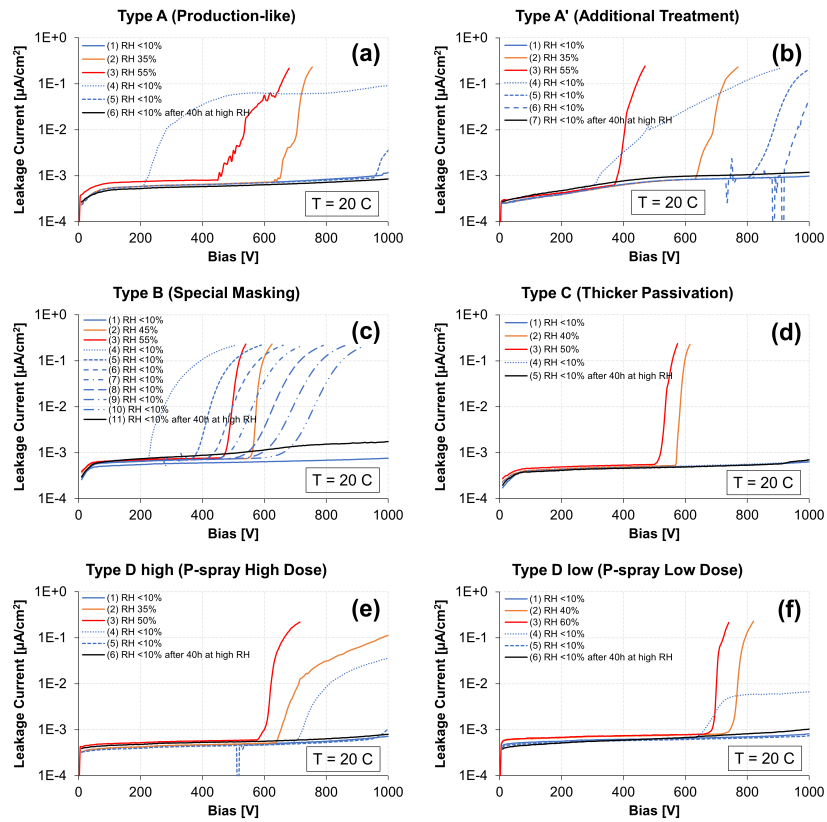 Type A (Production-like)
(a)
Leakage Current [µA/cm²]
1E+0
1E-1
1E-2
1E-3
1E-4
(1) RH <10%
(2) RH 35%
(3) RH 55%
(4) RH <10%
(5) RH <10%
(6) RH <10% after 40h at high RH
T = 20 C
0 200 400 600 800 1000
Bias [V]
Type A' (Additional Treatment)
(b)
Leakage Current [µA/cm²]
1E+0
1E-1
1E-2
1E-3
1E-4
(1) RH <10%
(2) RH 35%
(3) RH 55%
(4) RH <10%
(5) RH <10%
(6) RH <10%
(7) RH <10% after 40h at high RH
T = 20 C
0 200 400 600 800 1000
Bias [V]
Type B (Special Masking)
(c)
Leakage Current [µA/cm²]
1E+0
1E-1
1E-2
1E-3
1E-4
(1) RH <10%
(2) RH 45%
(3) RH 55%
(4) RH <10%
(5) RH <10%
(6) RH <10%
(7) RH <10%
(8) RH <10%
(9) RH <10%
(10) RH <10%
(11) RH <10% after 40h at high RH
T = 20 C
0 200 400 600 800 1000
Bias [V]
Type C (Thicker Passivation)
(d)
Leakage Current [µA/cm²]
1E+0
1E-1
1E-2
1E-3
1E-4
(1) RH <10%
(2) RH 40%
(3) RH 50%
(4) RH <10%
(5) RH <10% after 40h at high RH
T = 20 C
0 200 400 600 800 1000
Bias [V]
Type D high (P-spray High Dose)
(e)
Leakage Current [µA/cm²]
1E+0
1E-1
1E-2
1E-3
1E-4
(1) RH <10%
(2) RH 35%
(3) RH 50%
(4) RH <10%
(5) RH <10%
(6) RH <10% after 40h at high RH
T = 20 C
0 200 400 600 800 1000
Bias [V]
Type D low (P-spray Low Dose)
(f)
Leakage Current [µA/cm²]
1E+0
1E-1
1E-2
1E-3
1E-4
(1) RH <10%
(2) RH 40%
(3) RH 60%
(4) RH <10%
(5) RH <10%
(6) RH <10% after 40h at high RH
T = 20 C
0 200 400 600 800 1000
Bias [V]